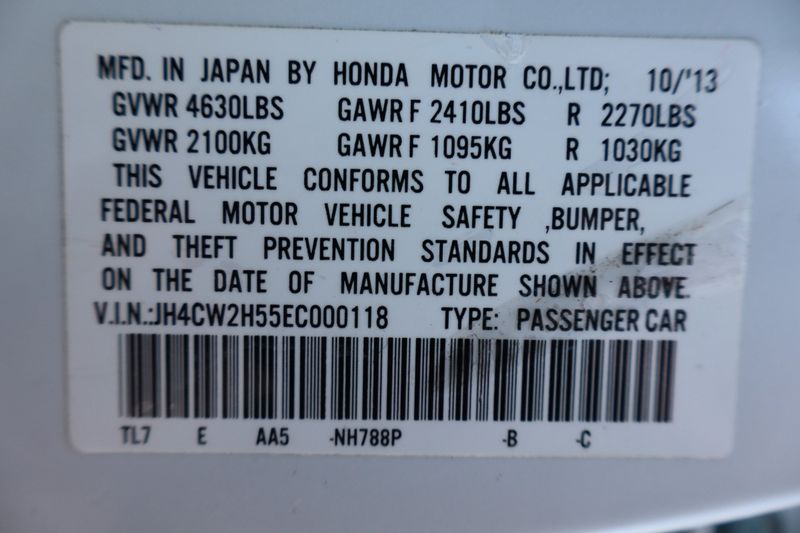 MFD. IN JAPAN BY HONDA MOTOR CO.,LTD; 10/'13
GVWR 4630LBS GAWR F 2410LBS R 2270LBS
GVWR 2100KG GAWR F 1095KG R 1030KG
THIS VEHICLE CONFORMS TO ALL APPLICABLE
FEDERAL MOTOR VEHICLE SAFETY ,BUMPER,
AND THEFT PREVENTION STANDARDS IN EFFECT
ON THE DATE OF MANUFACTURE SHOWN ABOVE.
V.I.N.:JH4CW2H55EC000118 TYPE: PASSENGER CAR
TL7 E AA5 -NH788P -B -C